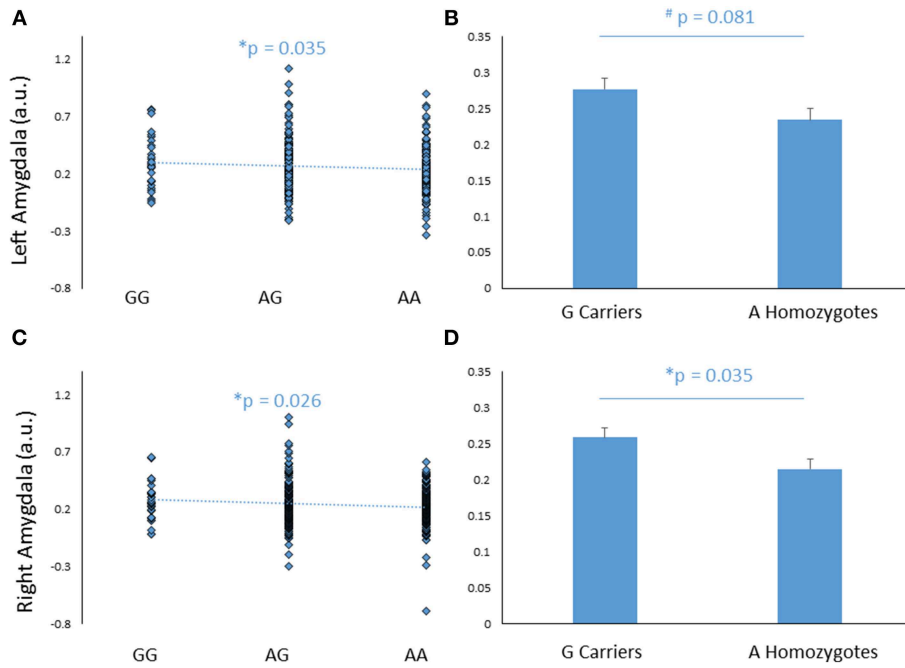 A
Left Amygdala (a.u.)
1.2
0.7
0.2
-0.3
-0.8
*p = 0.035
GG AG AA
B
# p = 0.081
0.35
0.3
0.25
0.2
0.15
0.1
0.05
0
G Carriers A Homozygotes
C
Right Amygdala (a.u.)
1.2
0.7
0.2
-0.3
-0.8
*p = 0.026
GG AG AA
D
*p = 0.035
0.35
0.3
0.25
0.2
0.15
0.1
0.05
0
G Carriers A Homozygotes